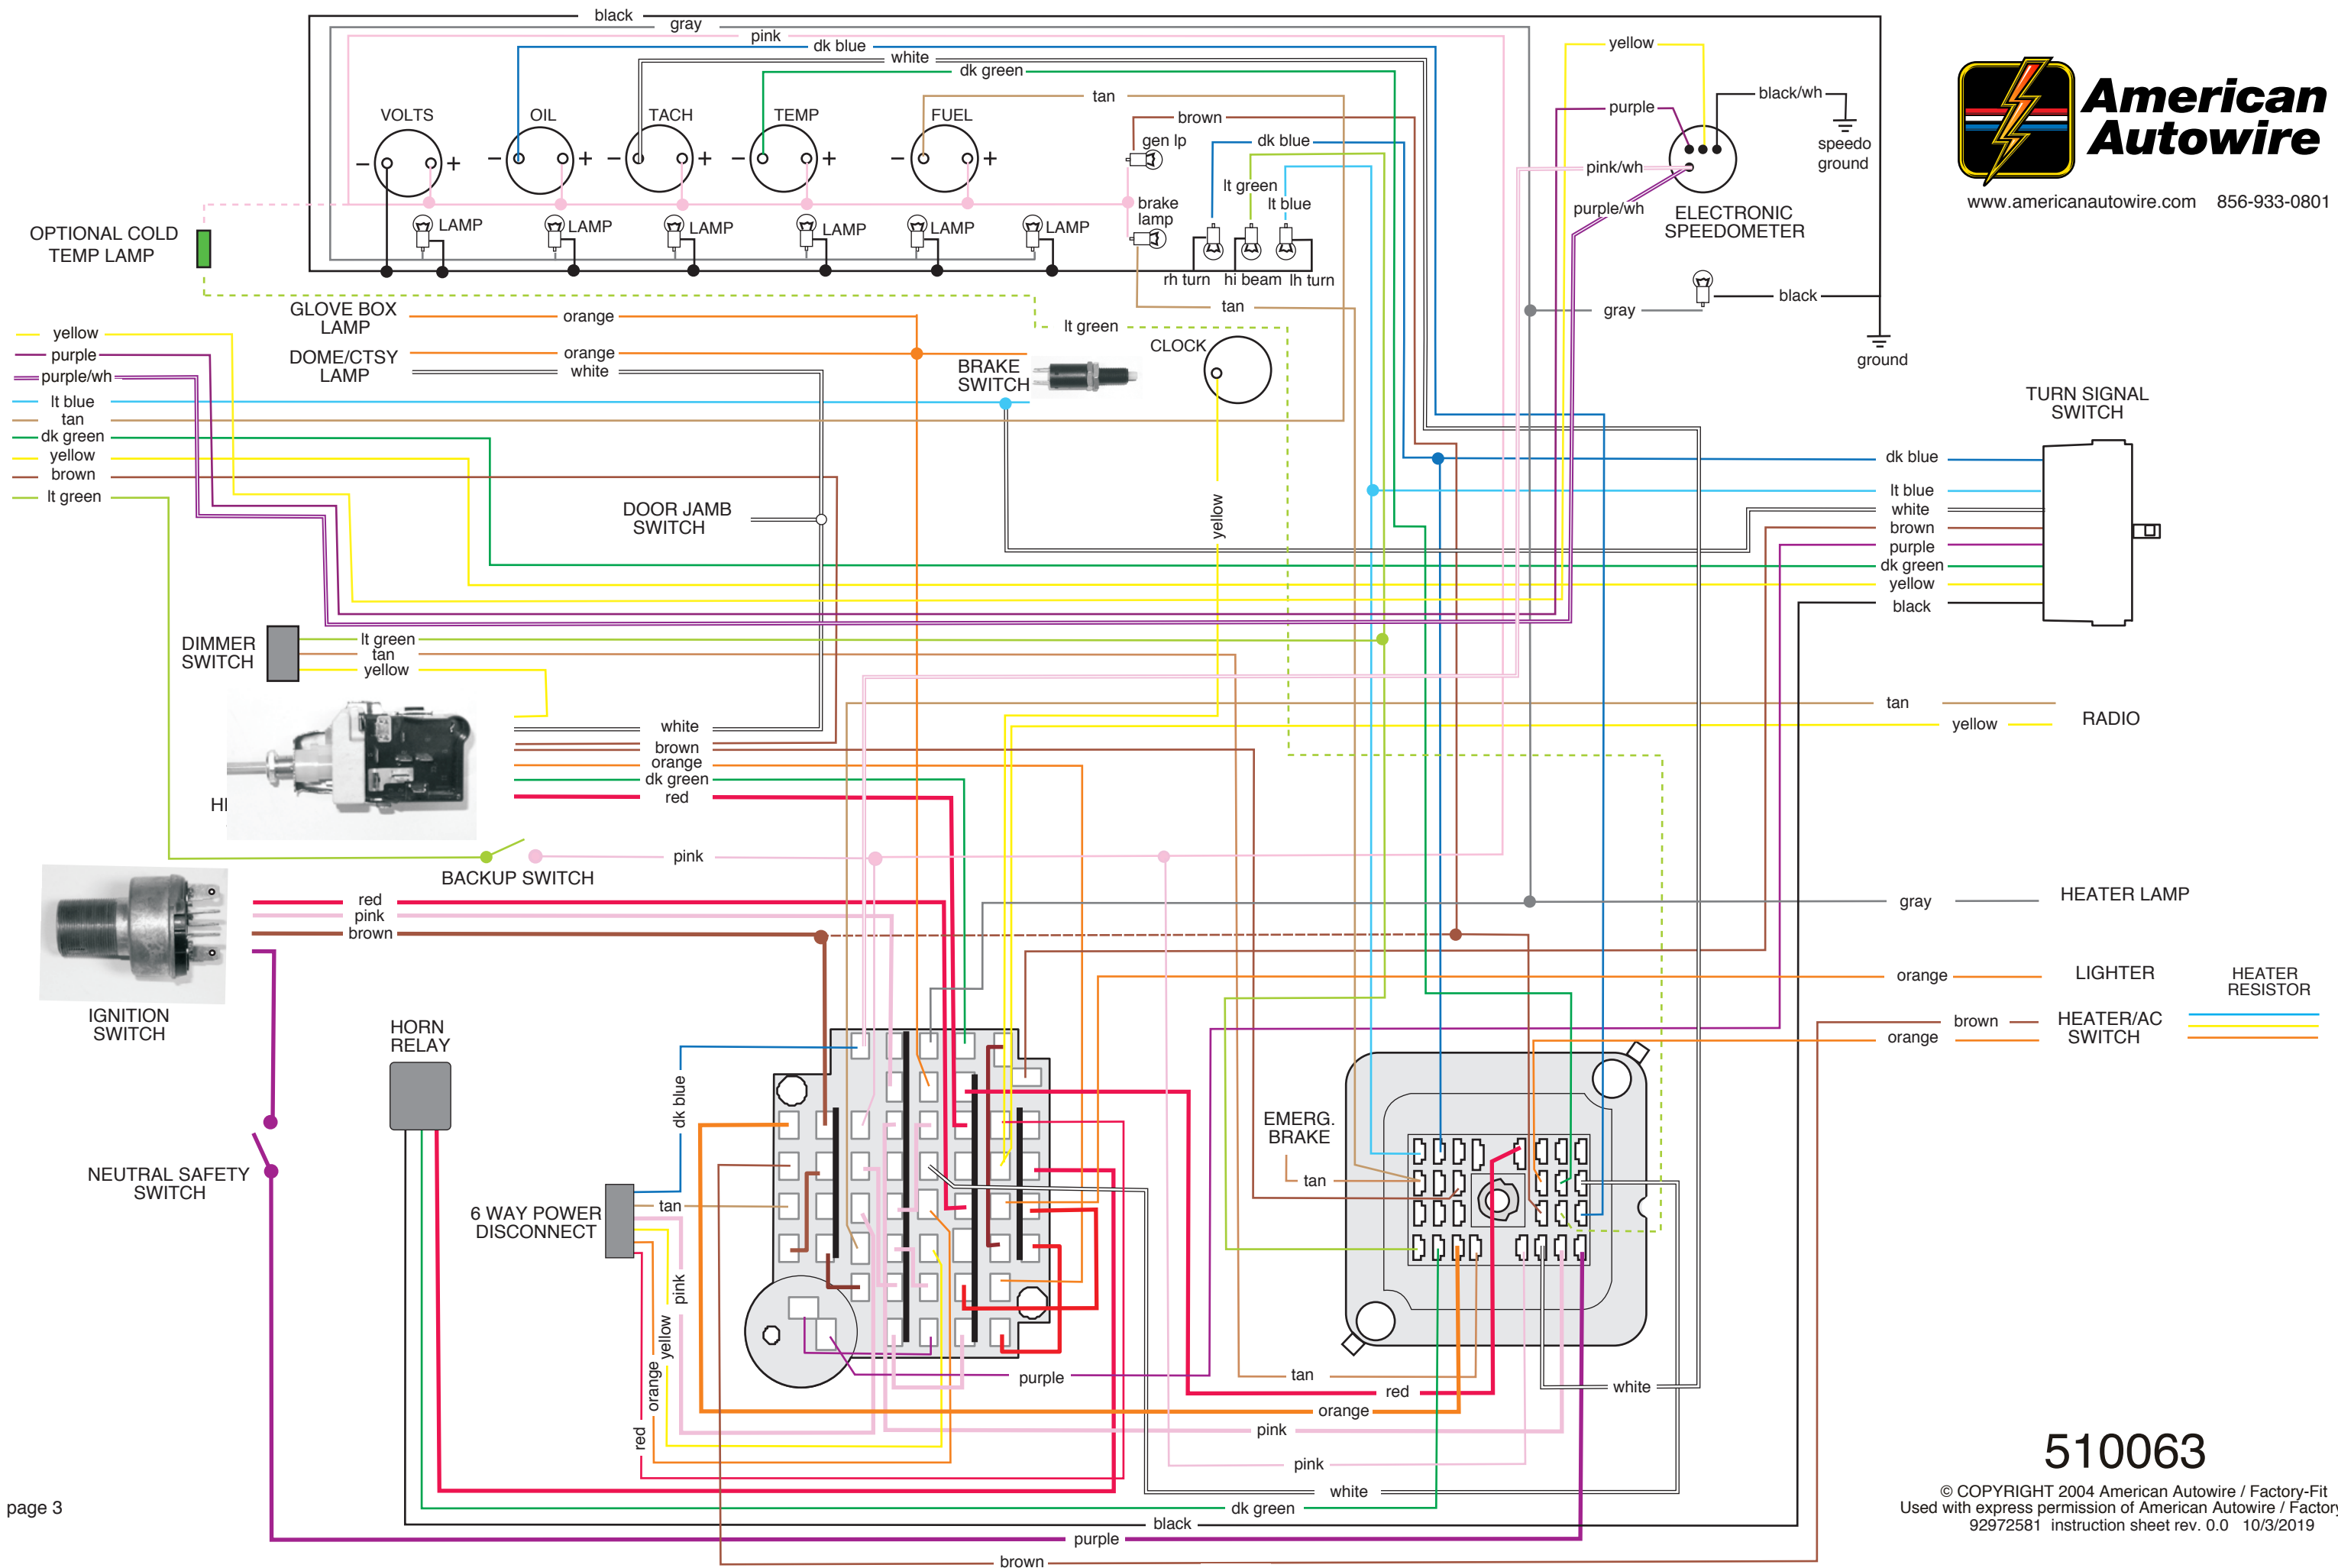 black
gray
pink
dk blue
white
dk green
tan
brown
yellow
purple
black/wh
speedo
ground
pink/wh
purple/wh
ELECTRONIC
SPEEDOMETER
American
Autowire
www.americanautowire.com 856-933-0801
VOLTS
OIL
TACH
TEMP
FUEL
- +
- +
- +
- +
- +
gen lp
dk blue
lt green
lt blue
brake
lamp
LAMP
LAMP
LAMP
LAMP
LAMP
LAMP
rh turn
hi beam
lh turn
OPTIONAL COLD
TEMP LAMP
GLOVE BOX
LAMP
orange
DOME/CTSY
LAMP
orange
white
tan
lt green
BRAKE
SWITCH
CLOCK
gray
black
ground
yellow
purple
purple/wh
lt blue
tan
dk green
yellow
brown
lt green
DOOR JAMB
SWITCH
yellow
TURN SIGNAL
SWITCH
dk blue
lt blue
white
brown
purple
dk green
yellow
black
DIMMER
SWITCH
lt green
tan
yellow
white
brown
orange
dk green
red
H
tan
yellow
RADIO
pink
BACKUP SWITCH
red
pink
brown
IGNITION
SWITCH
gray
HEATER LAMP
orange
LIGHTER
HEATER
RESISTOR
brown
orange
HEATER/AC
SWITCH
HORN
RELAY
NEUTRAL SAFETY
SWITCH
dk blue
6 WAY POWER
DISCONNECT
tan
pink
yellow
orange
red
EMERG.
BRAKE
tan
purple
tan
red
orange
pink
pink
white
white
dk green
black
purple
brown
page 3
510063
© COPYRIGHT 2004 American Autowire / Factory-Fit
Used with express permission of American Autowire / Factory
92972581 instruction sheet rev. 0.0 10/3/2019